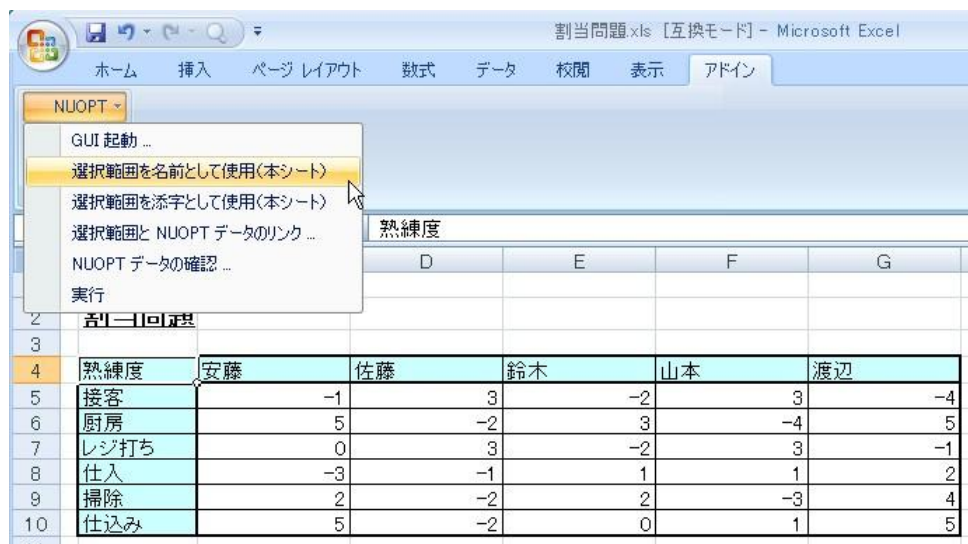 割当問題.xls [互換モード] - Microsoft Excel
ホーム 挿入 ページ レイアウト 数式 データ 校閲 表示 アドイン
NUOPT
GUI 起動 ...
選択範囲を名前として使用(本シート)
選択範囲を添字として使用(本シート)
選択範囲と NUOPT データのリンク ...
NUOPT データの確認 ...
実行
熟練度
D E F G
2 割当問題
3
4 熟練度 安藤 佐藤 鈴木 山本 渡辺
5 接客 -1 3 -2 3 -4
6 厨房 5 -2 3 -4 5
7 レジ打ち 0 3 -2 3 -1
8 仕入 -3 -1 1 1 2
9 掃除 2 -2 2 -3 4
10 仕込み 5 -2 0 1 5